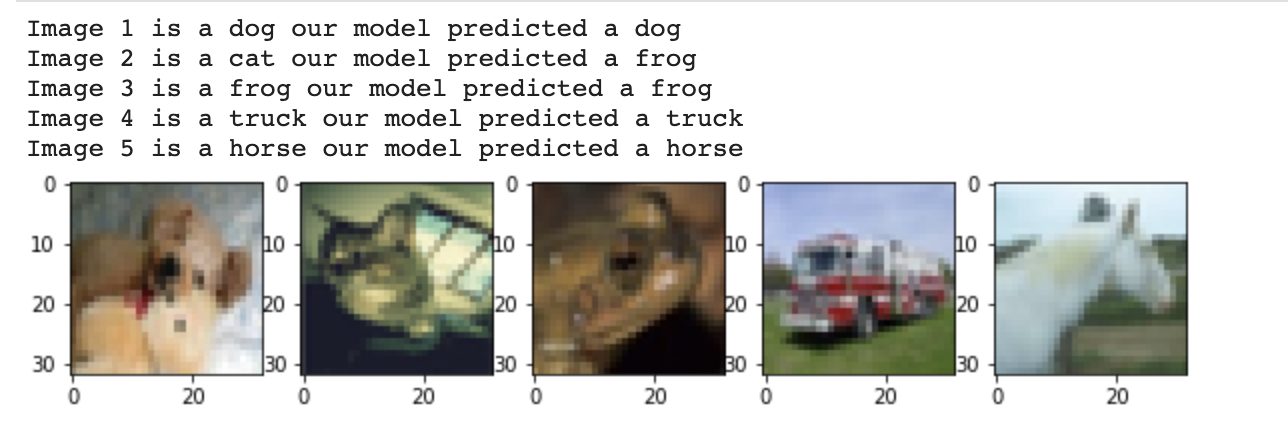 Image 1 is a dog our model predicted a dog
Image 2 is a cat our model predicted a frog
Image 3 is a frog our model predicted a frog
Image 4 is a truck our model predicted a truck
Image 5 is a horse our model predicted a horse
0 0 0 0 0
10 10 10 10 10
20 20 20 20 20
30 30 30 30 30
0 20 0 20 0 20 0 20 0 20